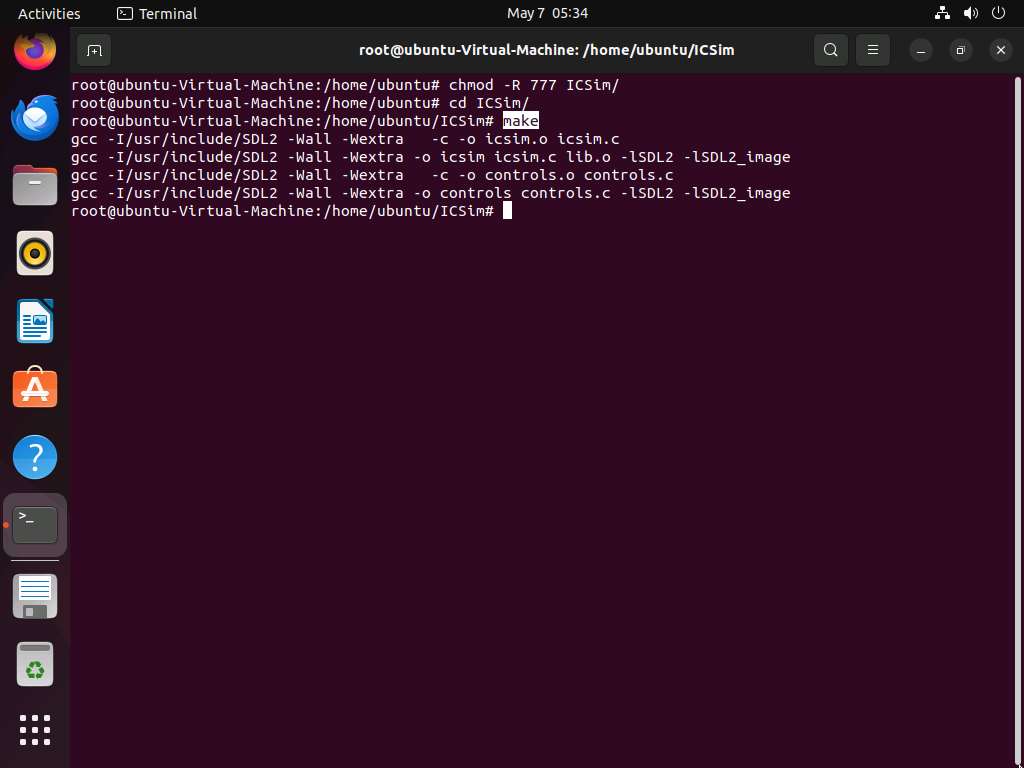 Activities Terminal May 7 05:34
root@ubuntu-Virtual-Machine: /home/ubuntu/ICSim
root@ubuntu-Virtual-Machine:/home/ubuntu# chmod -R 777 ICSim/
root@ubuntu-Virtual-Machine:/home/ubuntu# cd ICSim/
root@ubuntu-Virtual-Machine:/home/ubuntu/ICSim# make
gcc -I/usr/include/SDL2 -Wall -Wextra   -c -o icsim.o icsim.c
gcc -I/usr/include/SDL2 -Wall -Wextra -o icsim icsim.c lib.o -lSDL2 -lSDL2_image
gcc -I/usr/include/SDL2 -Wall -Wextra   -c -o controls.o controls.c
gcc -I/usr/include/SDL2 -Wall -Wextra -o controls controls.c -lSDL2 -lSDL2_image
root@ubuntu-Virtual-Machine:/home/ubuntu/ICSim#